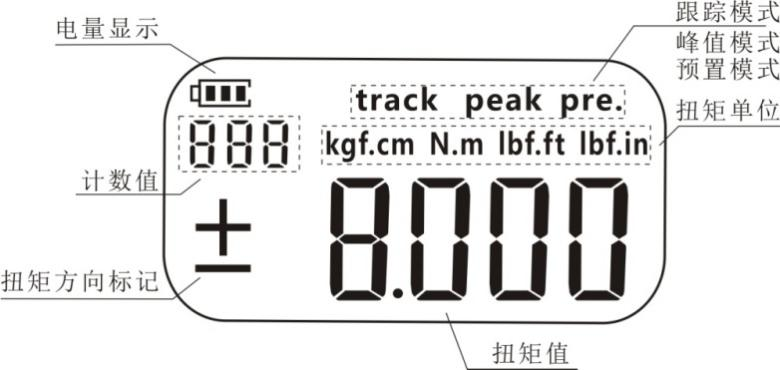 跟踪模式
电量显示
峰值模式
预置模式
track peak pre.
扭矩单位
888
kgf.cm N.m lbf.ft lbf.in
计数值
±
8.000
扭矩方向标记
扭矩值